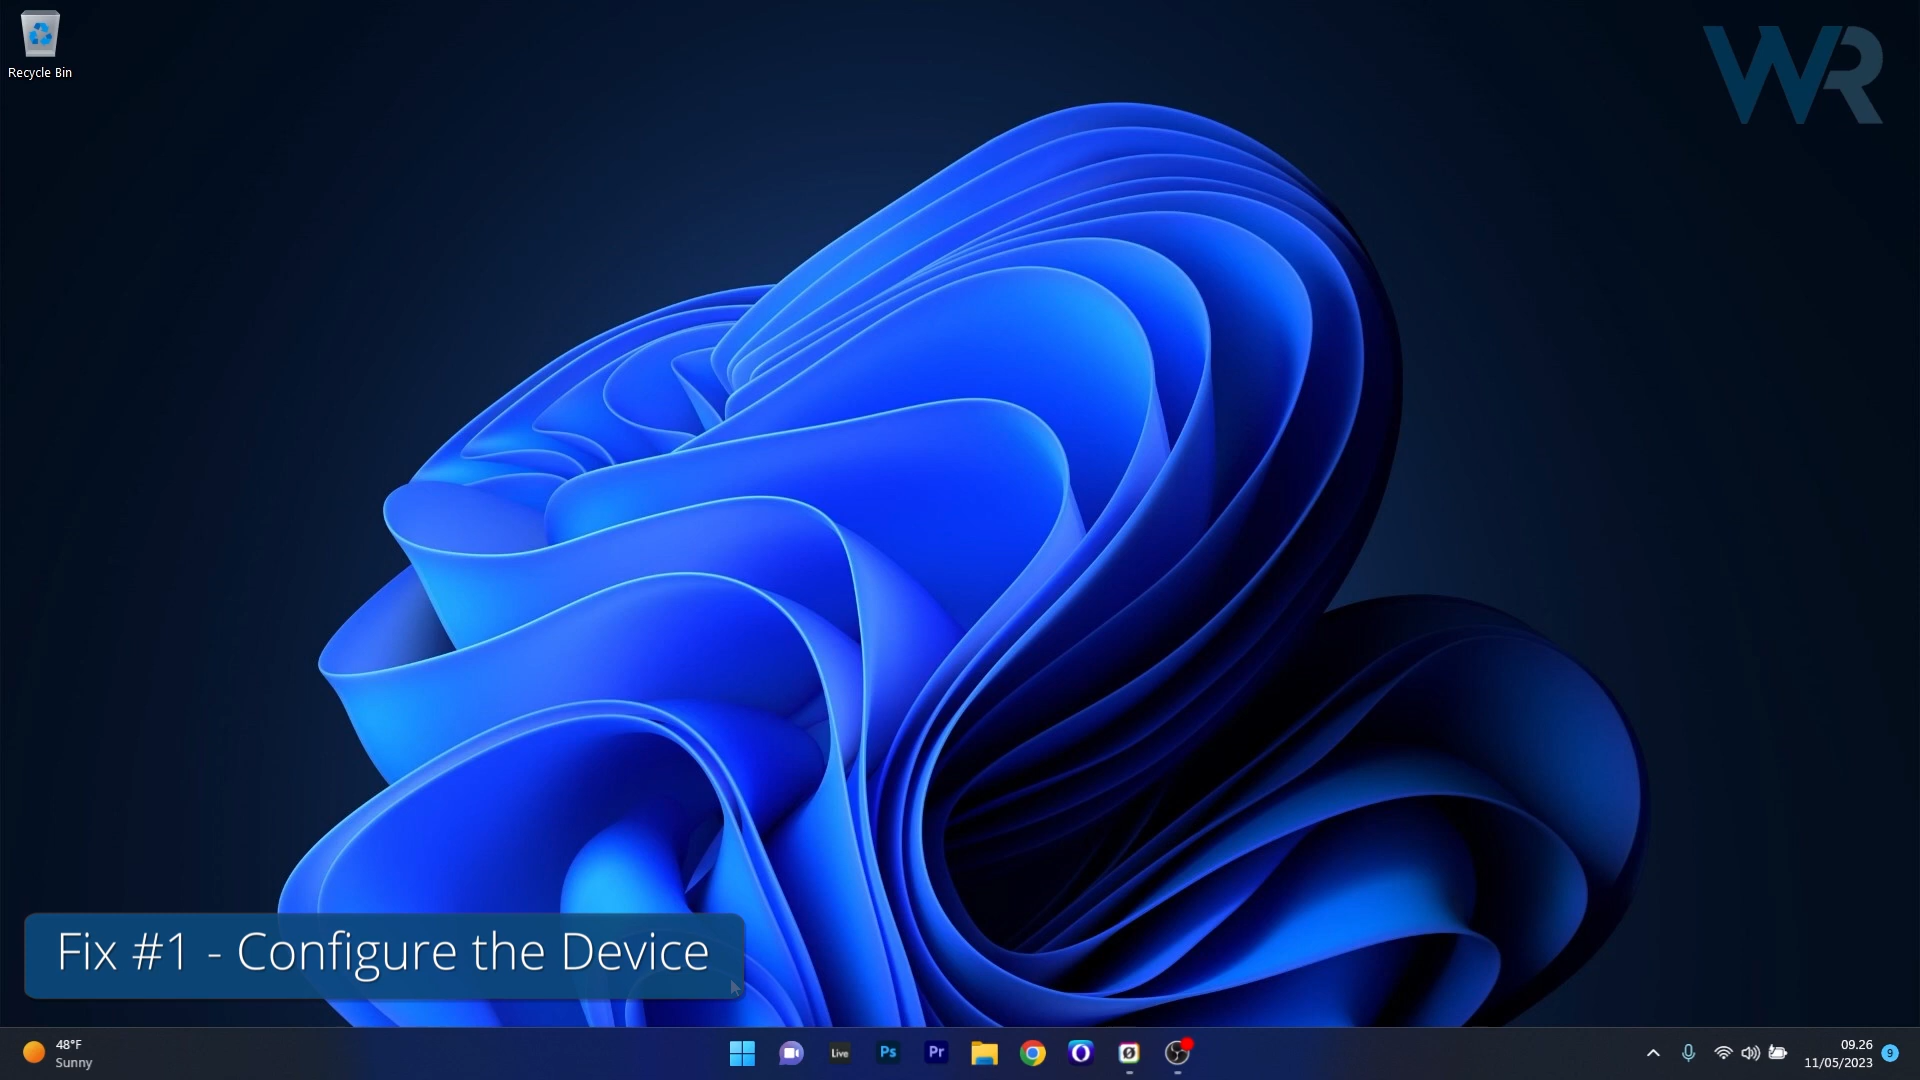 Recycle Bin
WR
Fix #1 - Configure the Device
48°F
Sunny
Live
Ps
Pr
09.26
11/05/2023
9